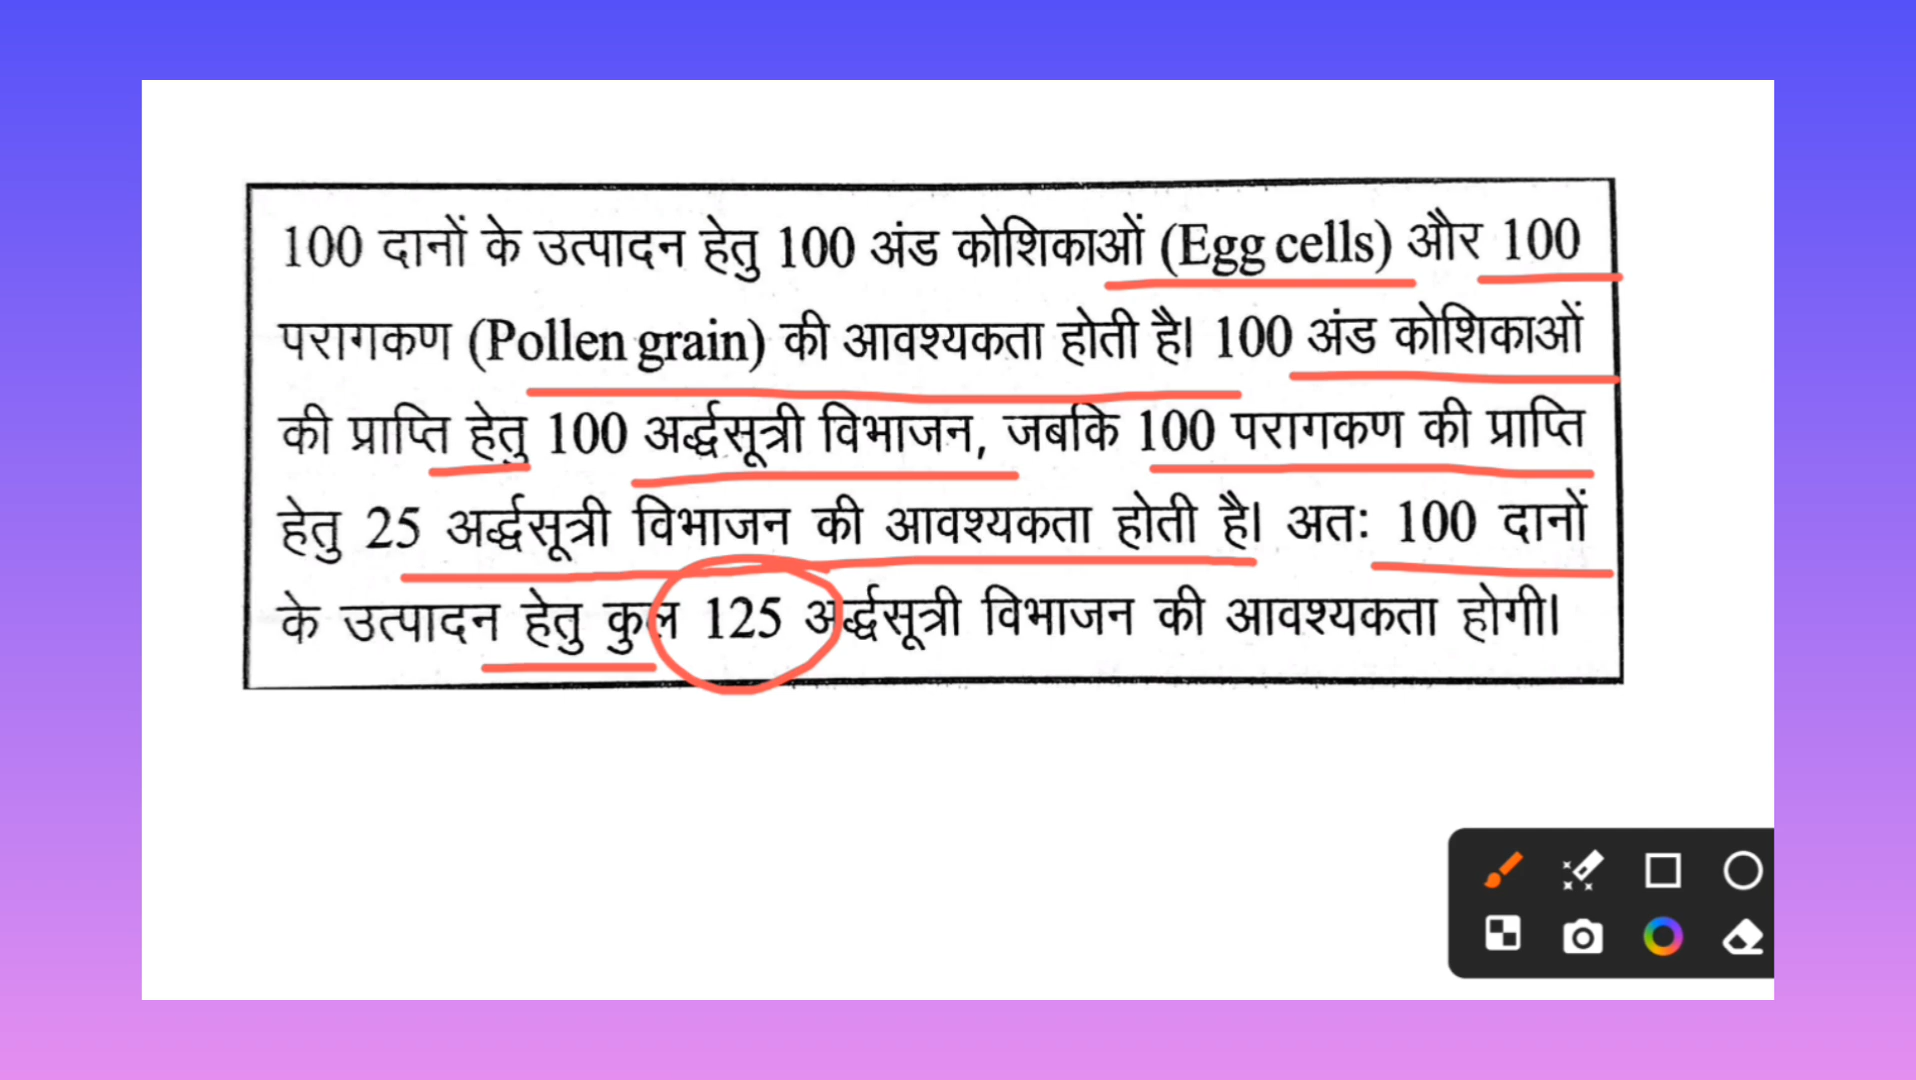 100 दानों के उत्पादन हेतु 100 अंड कोशिकाओं (Egg cells) और 100
परागकण (Pollen grain) की आवश्यकता होती है। 100 अंड कोशिकाओं
की प्राप्ति हेतु 100 अर्द्धसूत्री विभाजन, जबकि 100 परागकण की प्राप्ति
हेतु 25 अर्द्धसूत्री विभाजन की आवश्यकता होती है। अतः 100 दानों
के उत्पादन हेतु कुल 125 अर्द्धसूत्री विभाजन की आवश्यकता होगी।